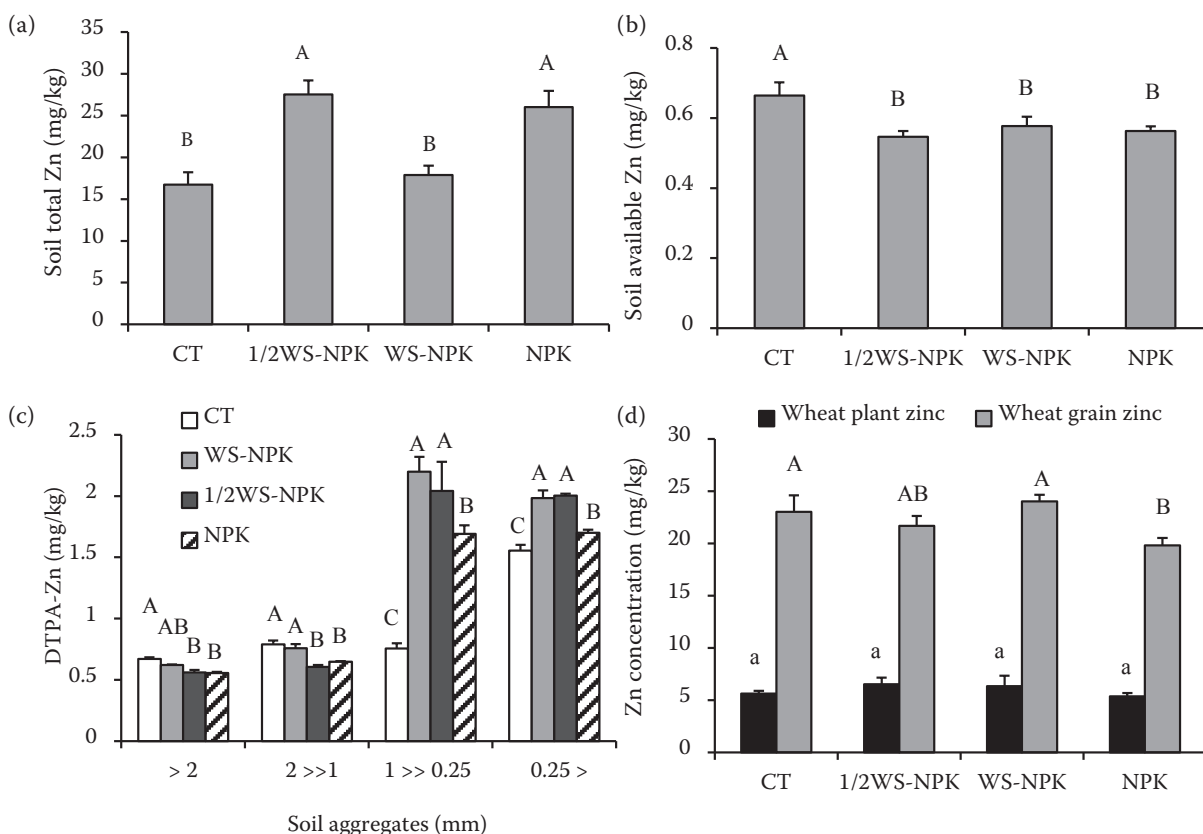 (a)
Soil total Zn (mg/kg)
35
30
25
20
15
10
5
0
B
A
B
A
CT
1/2WS-NPK
WS-NPK
NPK
(b)
Soil available Zn (mg/kg)
0.8
0.6
0.4
0.2
0
A
B
B
B
CT
1/2WS-NPK
WS-NPK
NPK
(c)
DTPA-Zn (mg/kg)
CT
WS-NPK
1/2WS-NPK
NPK
2.5
2
1.5
1
0.5
0
A
AB
B
B
A
A
B
B
C
A
A
B
C
A
A
B
> 2
2 >>1
1 >> 0.25
0.25 >
Soil aggregates (mm)
(d)
Wheat plant zinc
Wheat grain zinc
Zn concentration (mg/kg)
30
25
20
15
10
5
0
a
A
a
AB
a
A
a
B
CT
1/2WS-NPK
WS-NPK
NPK